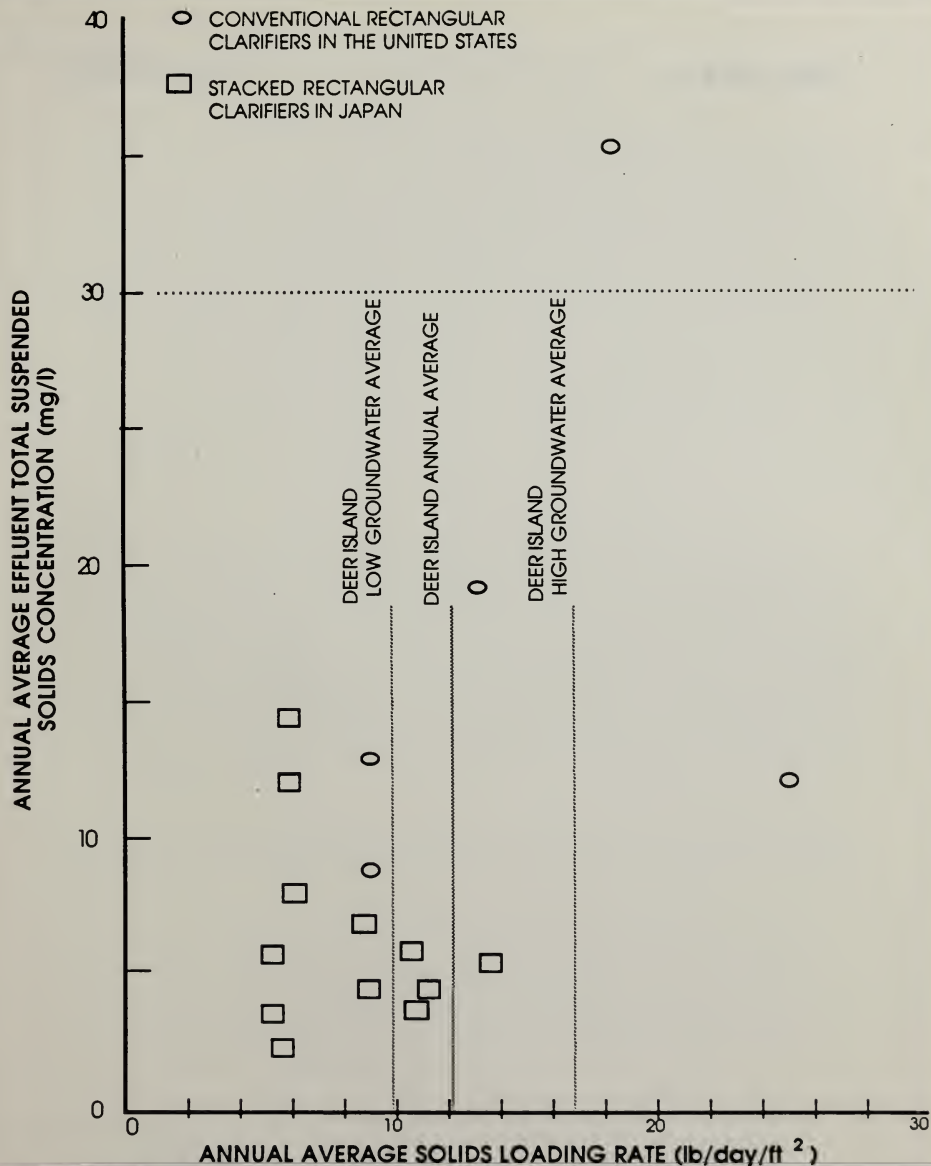 O CONVENTIONAL RECTANGULAR
CLARIFIERS IN THE UNITED STATES
STACKED RECTANGULAR
CLARIFIERS IN JAPAN
40
30
20
10
0
ANNUAL AVERAGE EFFLUENT TOTAL SUSPENDED
SOLIDS CONCENTRATION (mg/l)
DEER ISLAND
LOW GROUNDWATER AVERAGE
DEER ISLAND ANNUAL AVERAGE
DEER ISLAND
HIGH GROUNDWATER AVERAGE
0 10 20 30
ANNUAL AVERAGE SOLIDS LOADING RATE (lb/day/ft ²)